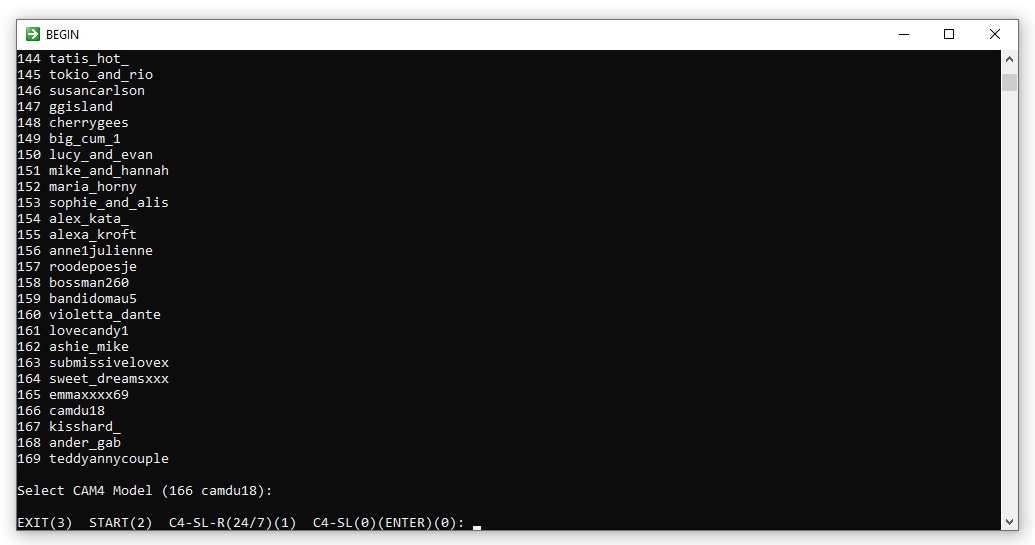 BEGIN
144 tatis_hot_
145 tokio_and_rio
146 susancarlson
147 ggisland
148 cherrygees
149 big_cum_1
150 lucy_and_evan
151 mike_and_hannah
152 maria_horny
153 sophie_and_alis
154 alex_kata_
155 alexa_kroft
156 anne1julienne
157 roodepoesje
158 bossman260
159 bandidomau5
160 violetta_dante
161 lovecandy1
162 ashie_mike
163 submissivelovex
164 sweet_dreamsxxx
165 emmaxxxx69
166 camdu18
167 kisshard_
168 ander_gab
169 teddyannycouple
Select CAM4 Model (166 camdu18):
EXIT(3)  START(2)  C4-SL-R(24/7)(1)  C4-SL(0)(ENTER)(0):